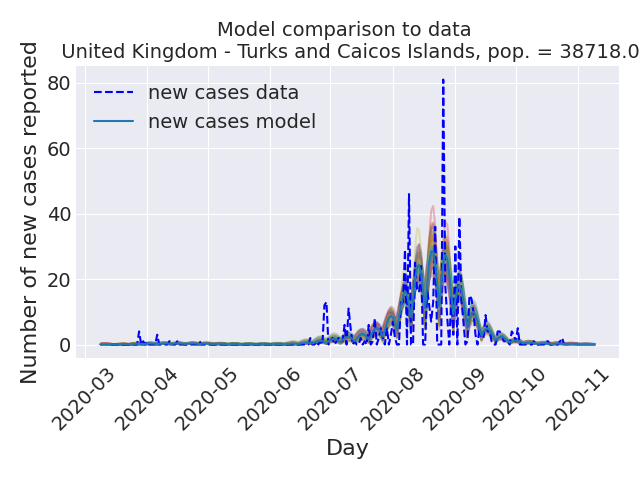 Model comparison to data
United Kingdom - Turks and Caicos Islands, pop. = 38718.0
Number of new cases reported
80
60
40
20
0
new cases data
new cases model
2020-03
2020-04
2020-05
2020-06
2020-07
2020-08
2020-09
2020-10
2020-11
Day